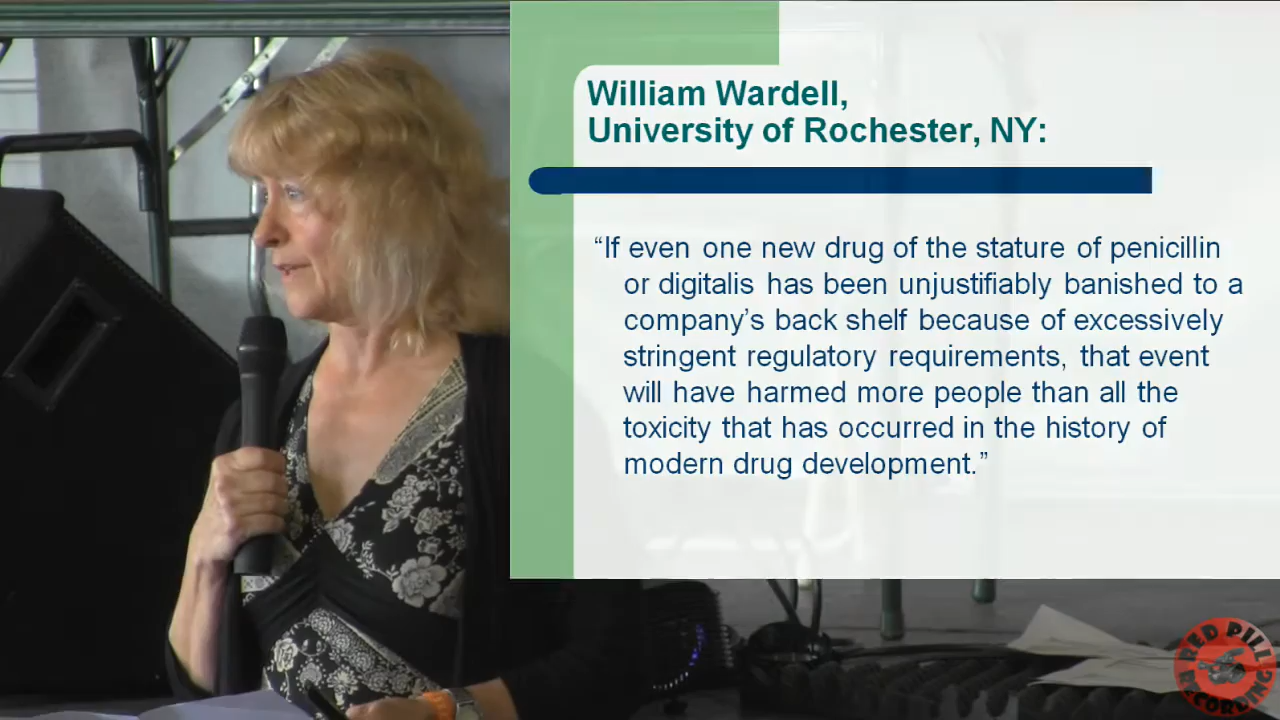 William Wardell,
University of Rochester, NY:
“If even one new drug of the stature of penicillin
or digitalis has been unjustifiably banished to a
company’s back shelf because of excessively
stringent regulatory requirements, that event
will have harmed more people than all the
toxicity that has occurred in the history of
modern drug development.”
RED PILL
RECORDING